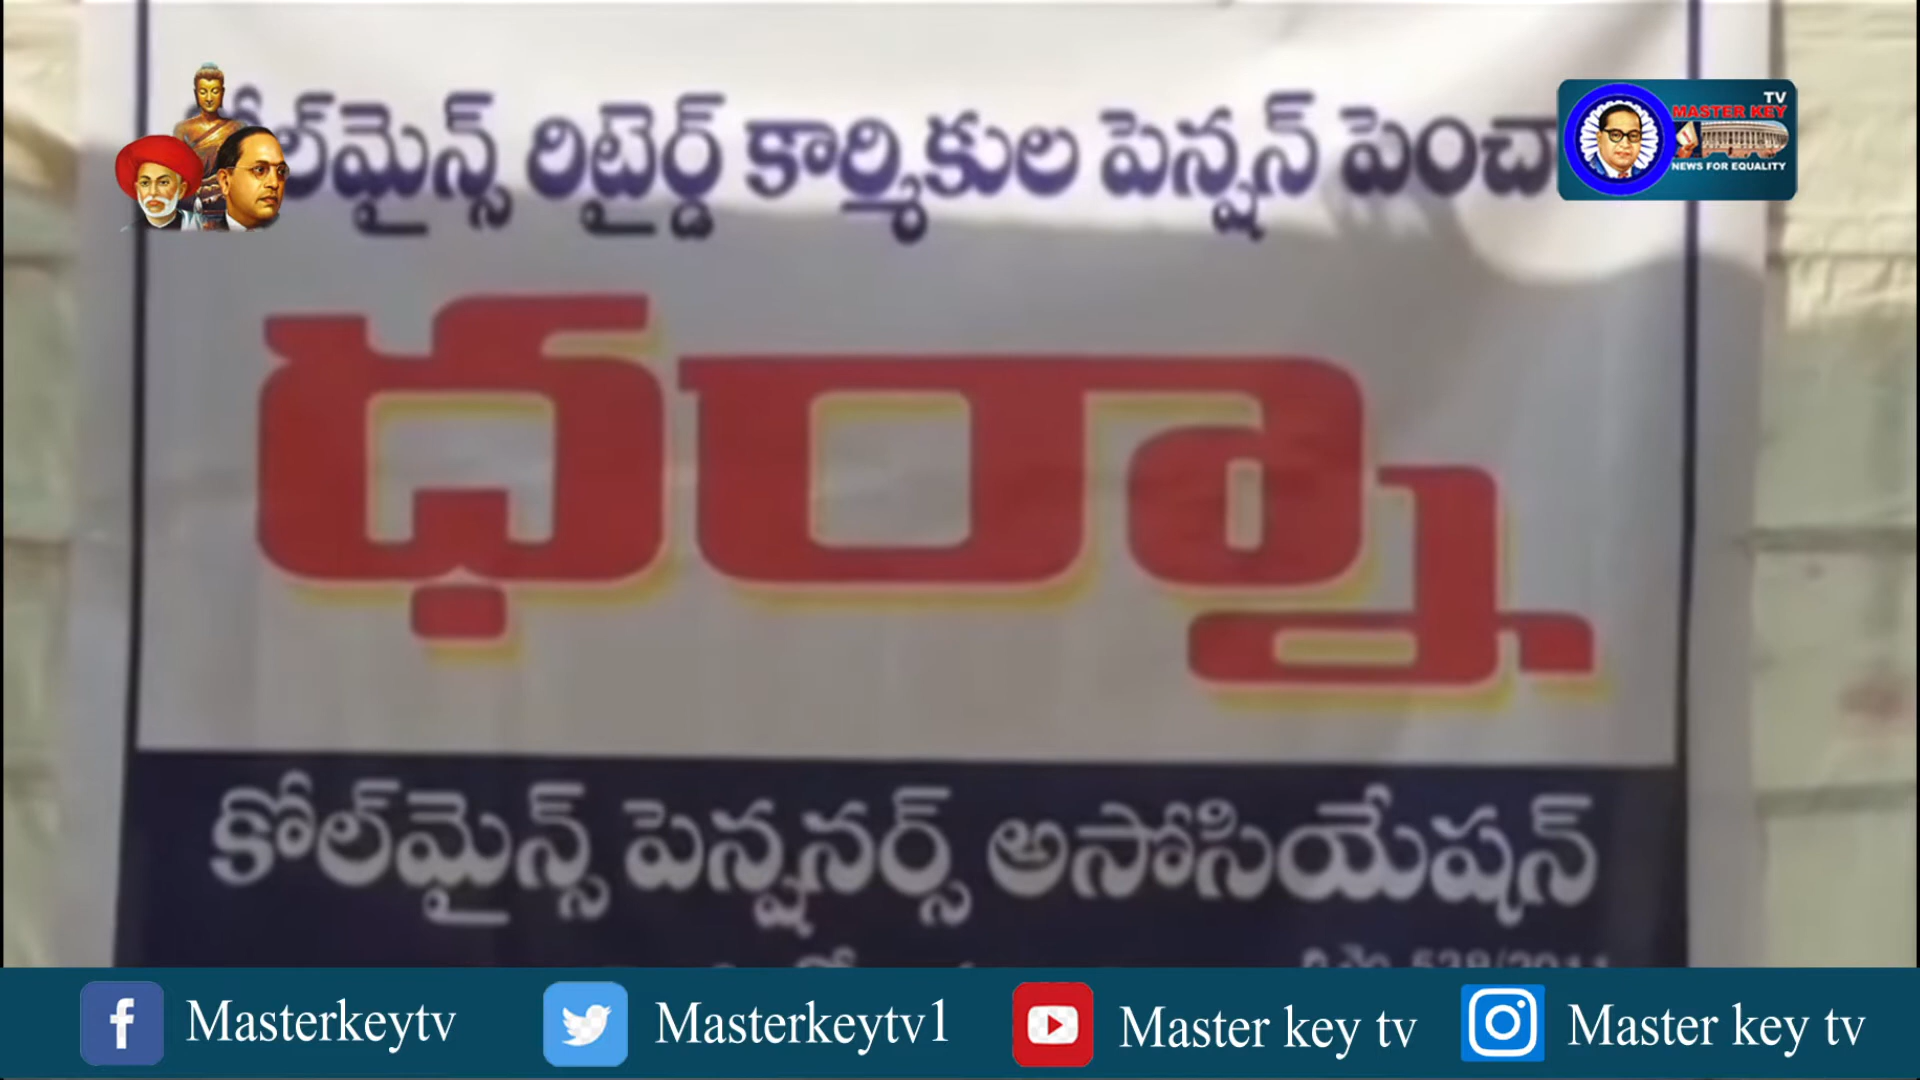 కోల్‌మైన్స్ రిటైర్డ్ కార్మికుల పెన్షన్ పెంచా
ధర్నా
కోల్‌మైన్స్ పెన్షనర్స్ అసోసియేషన్
TV
MASTER KEY
NEWS FOR EQUALITY
Masterkeytv
Masterkeytv1
Master key tv
Master key tv